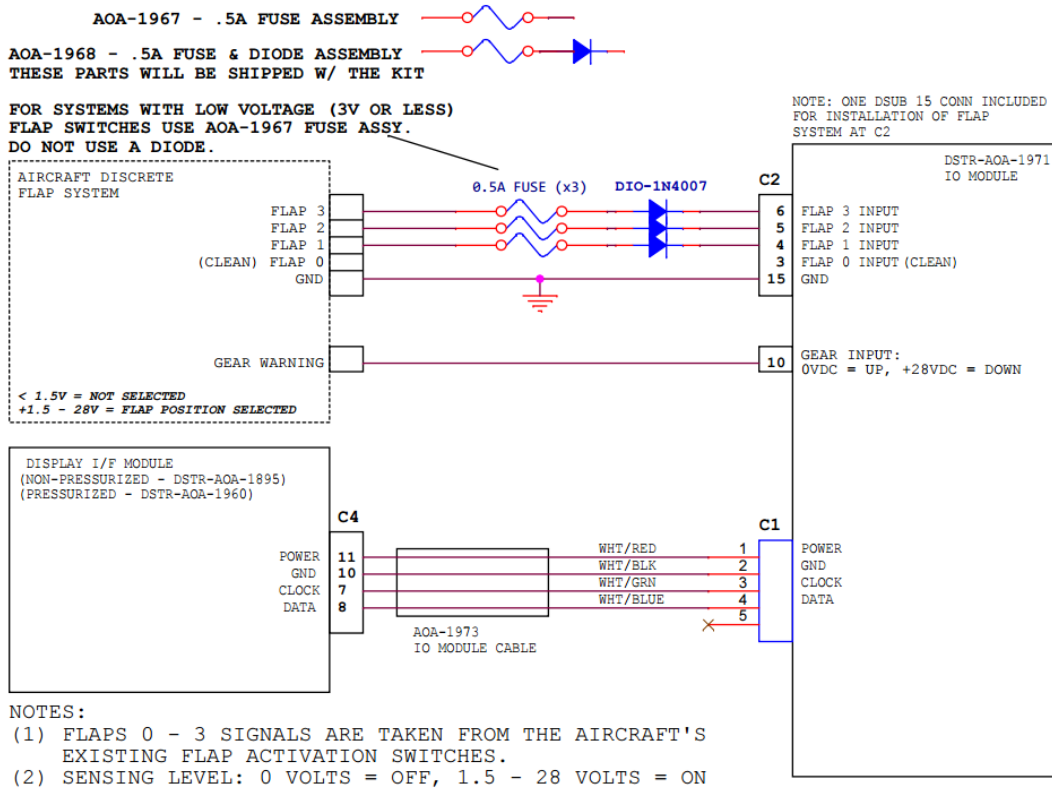 AOA-1967 - .5A FUSE ASSEMBLY
AOA-1968 - .5A FUSE & DIODE ASSEMBLY
THESE PARTS WILL BE SHIPPED W/ THE KIT
FOR SYSTEMS WITH LOW VOLTAGE (3V OR LESS)
FLAP SWITCHES USE AOA-1967 FUSE ASSY.
DO NOT USE A DIODE.
NOTE: ONE DSUB 15 CONN INCLUDED
FOR INSTALLATION OF FLAP
SYSTEM AT C2
AIRCRAFT DISCRETE
FLAP SYSTEM
DSTR-AOA-1971
IO MODULE
0.5A FUSE (x3) DIO-1N4007 C2
FLAP 3 6 FLAP 3 INPUT
FLAP 2 5 FLAP 2 INPUT
FLAP 1 4 FLAP 1 INPUT
(CLEAN) FLAP 0 3 FLAP 0 INPUT (CLEAN)
GND 15 GND
GEAR WARNING 10 GEAR INPUT:
0VDC = UP, +28VDC = DOWN
< 1.5V = NOT SELECTED
+1.5 - 28V = FLAP POSITION SELECTED
DISPLAY I/F MODULE
(NON-PRESSURIZED - DSTR-AOA-1895)
(PRESSURIZED - DSTR-AOA-1960)
C4 C1
POWER 11 WHT/RED 1 POWER
GND 10 WHT/BLK 2 GND
CLOCK 7 WHT/GRN 3 CLOCK
DATA 8 WHT/BLUE 4 DATA
5
AOA-1973
IO MODULE CABLE
NOTES:
(1) FLAPS 0 - 3 SIGNALS ARE TAKEN FROM THE AIRCRAFT'S
EXISTING FLAP ACTIVATION SWITCHES.
(2) SENSING LEVEL: 0 VOLTS = OFF, 1.5 - 28 VOLTS = ON